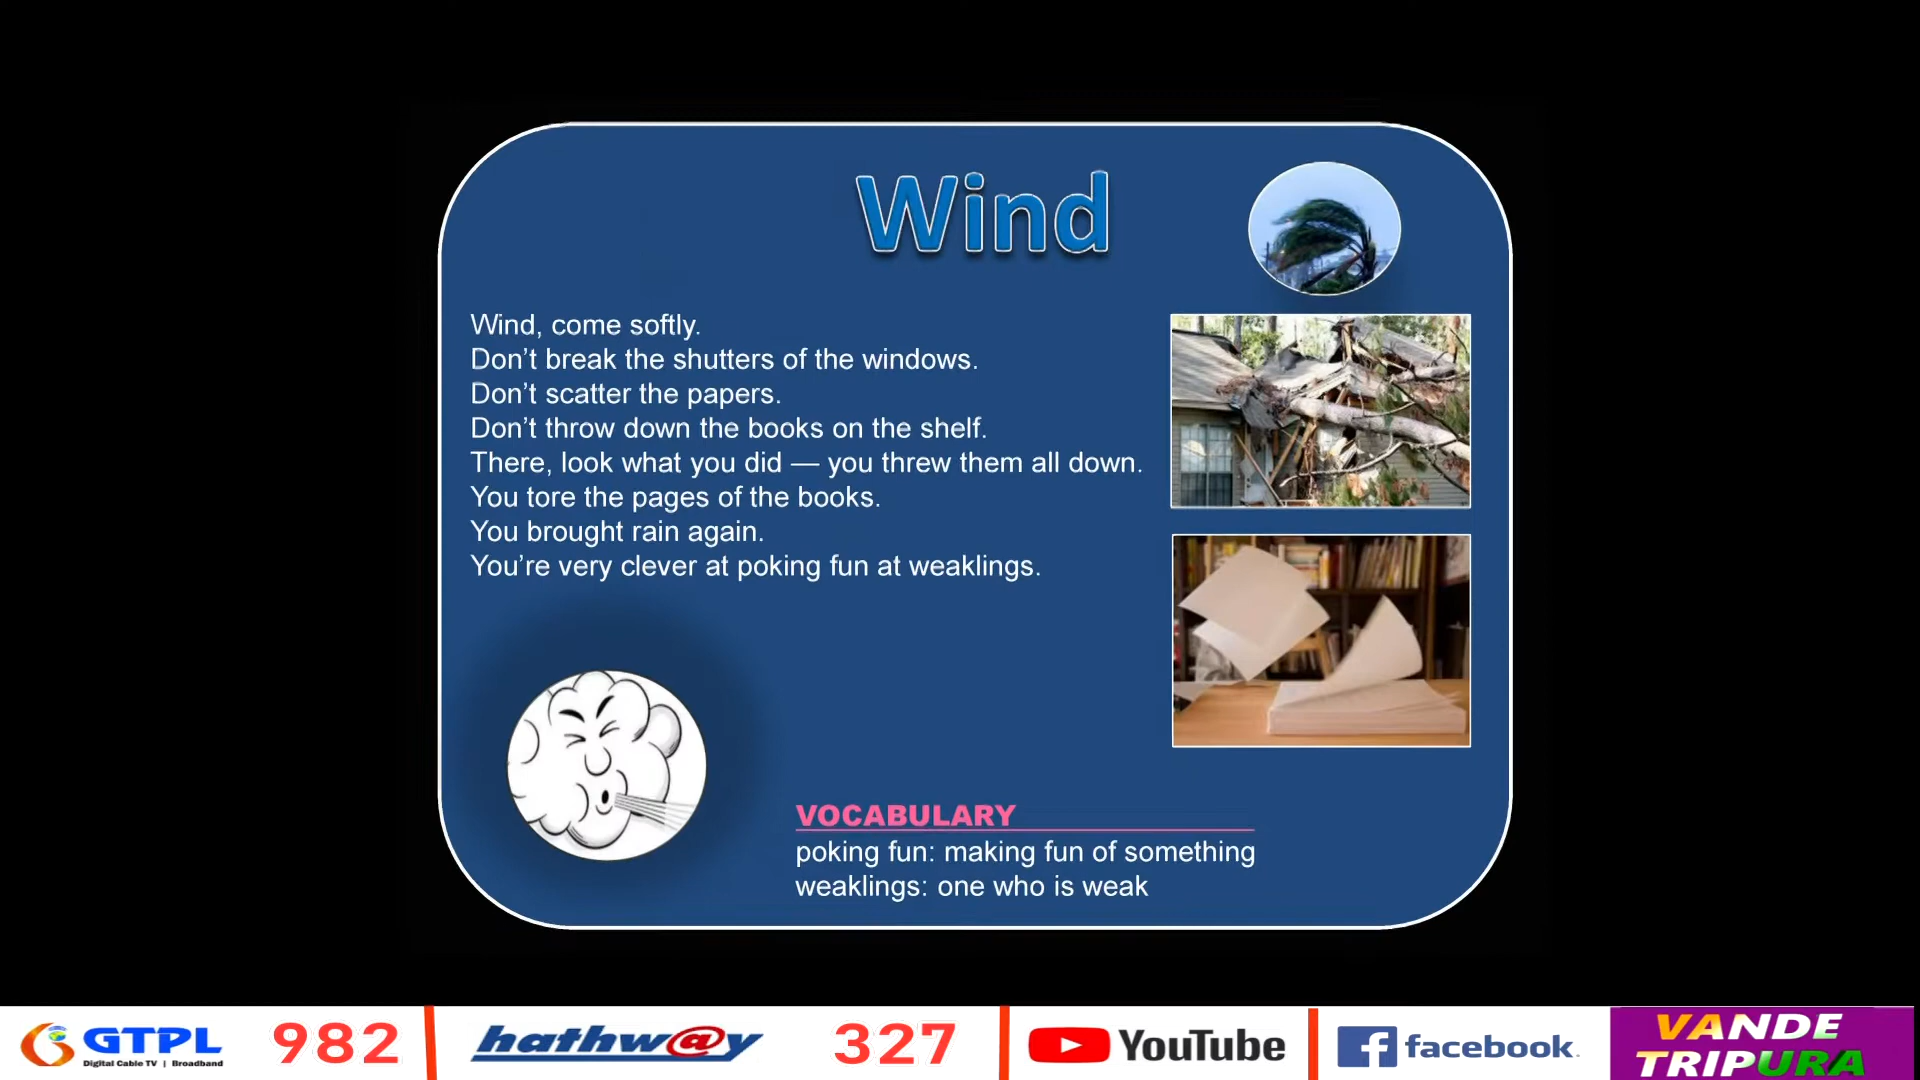 Wind
Wind, come softly.
Don’t break the shutters of the windows.
Don’t scatter the papers.
Don’t throw down the books on the shelf.
There, look what you did — you threw them all down.
You tore the pages of the books.
You brought rain again.
You’re very clever at poking fun at weaklings.
VOCABULARY
poking fun: making fun of something
weaklings: one who is weak
GTPL
Digital Cable TV | Broadband
982
hathw@y
327
YouTube
facebook.
VANDE
TRIPURA